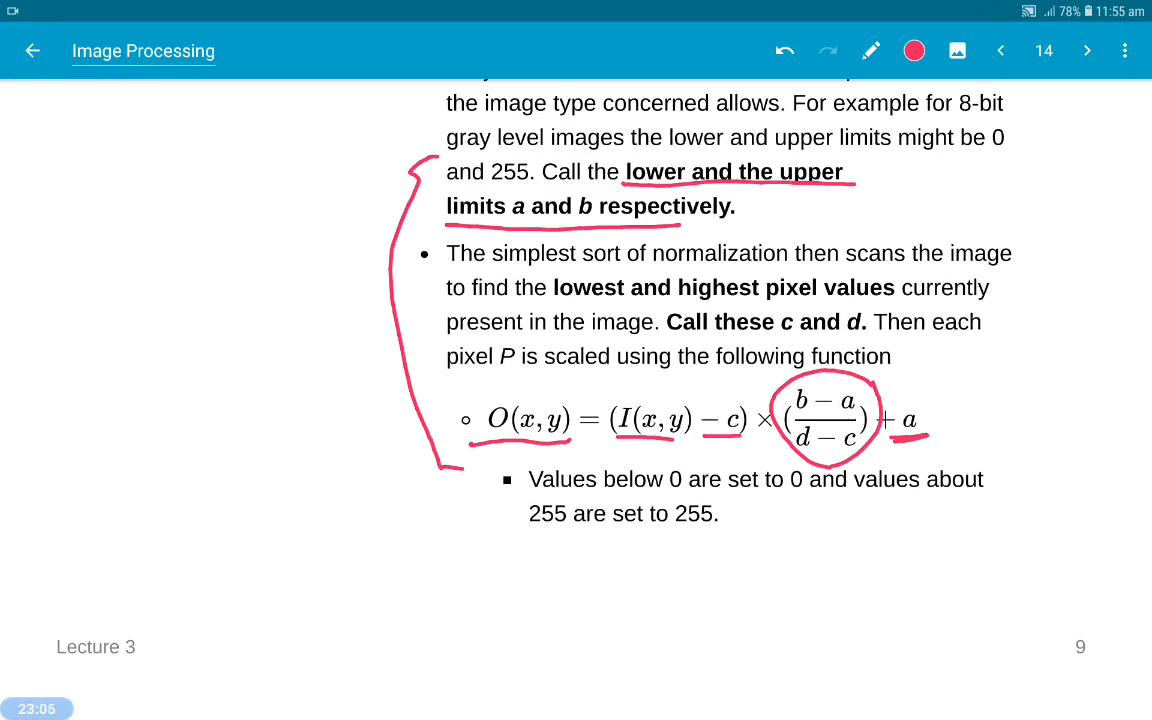 78% 11:55 am
Image Processing
14
the image type concerned allows. For example for 8-bit
gray level images the lower and upper limits might be 0
and 255. Call the lower and the upper
limits a and b respectively.
• The simplest sort of normalization then scans the image
to find the lowest and highest pixel values currently
present in the image. Call these c and d. Then each
pixel P is scaled using the following function
∘ O(x, y) = (I(x, y) − c) × (\frac{b − a}{d − c}) + a
▪ Values below 0 are set to 0 and values about
255 are set to 255.
Lecture 3
9
23:05